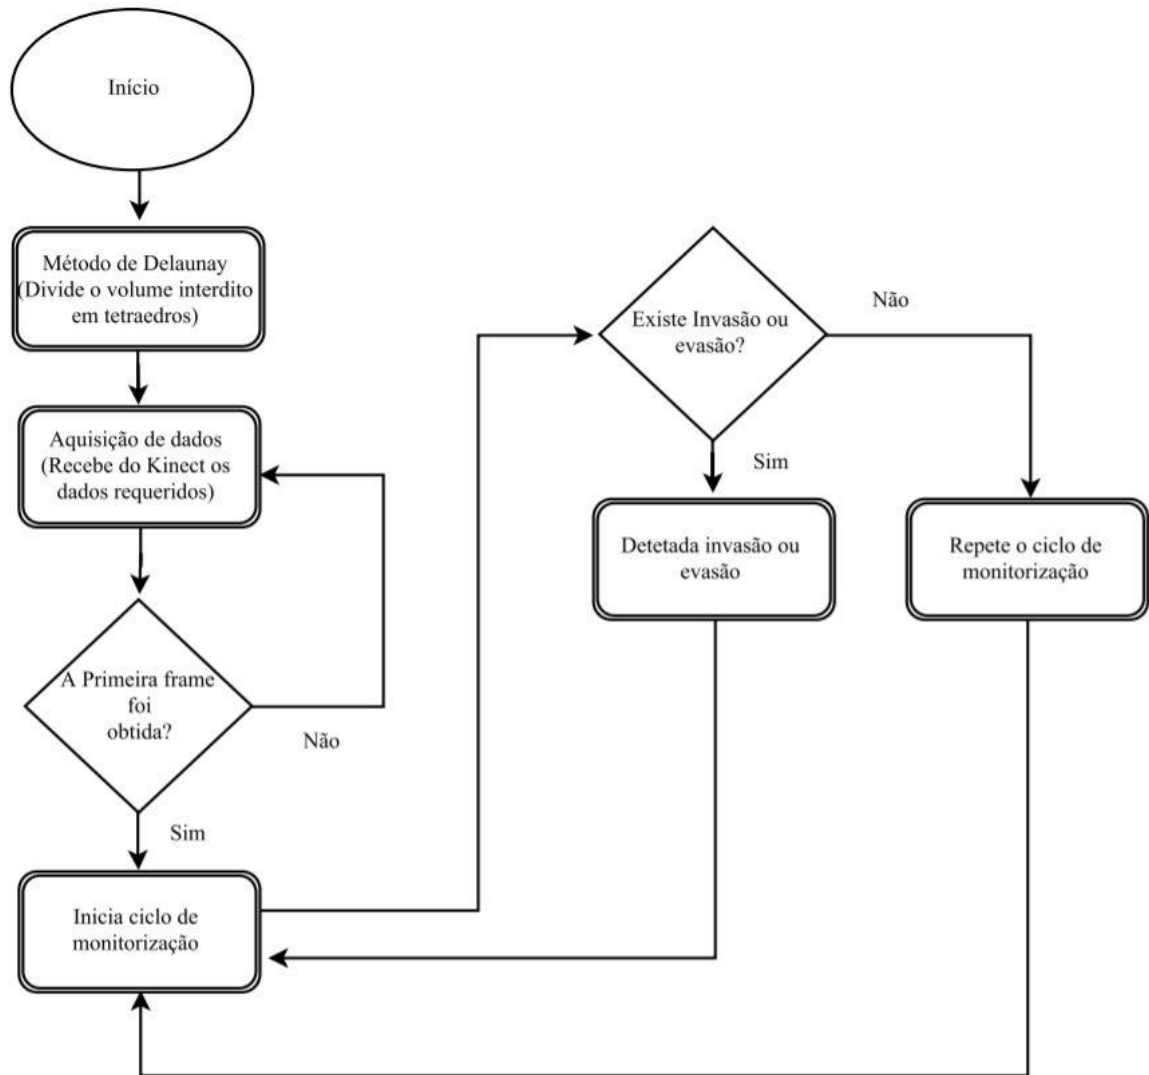 Início
Método de Delaunay
(Divide o volume interdito
em tetraedros)
Aquisição de dados
(Recebe do Kinect os
dados requeridos)
A Primeira frame
foi
obtida?
Não
Sim
Inicia ciclo de
monitorização
Existe Invasão ou
evasão?
Não
Sim
Detetada invasão ou
evasão
Repete o ciclo de
monitorização